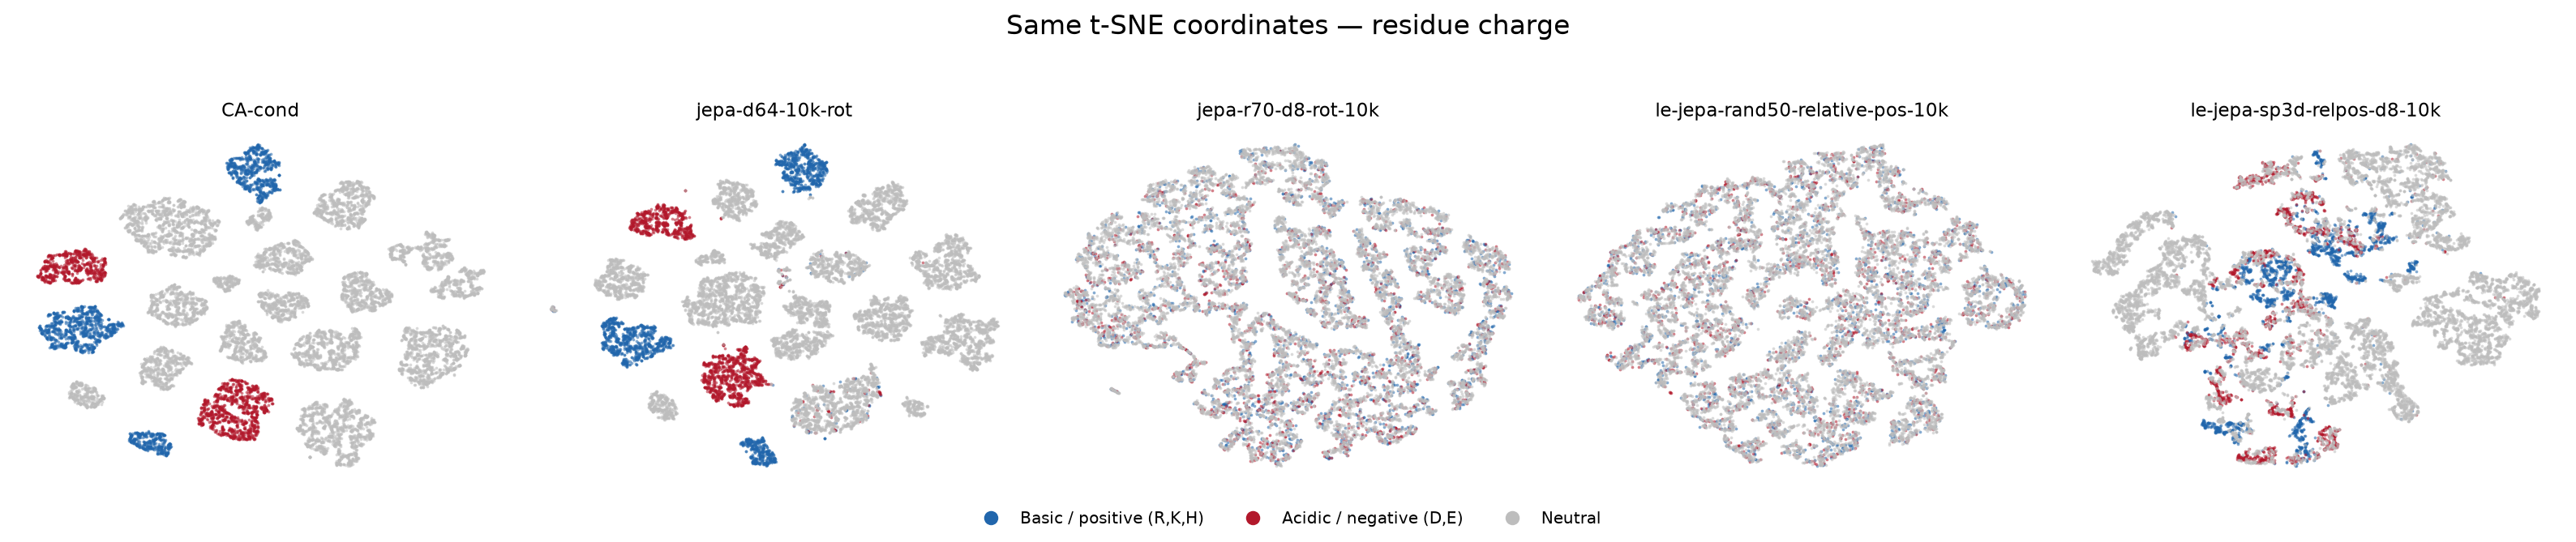 Same t-SNE coordinates — residue charge
CA-cond
jepa-d64-10k-rot
jepa-r70-d8-rot-10k
le-jepa-rand50-relative-pos-10k
le-jepa-sp3d-relpos-d8-10k
Basic / positive (R,K,H)
Acidic / negative (D,E)
Neutral